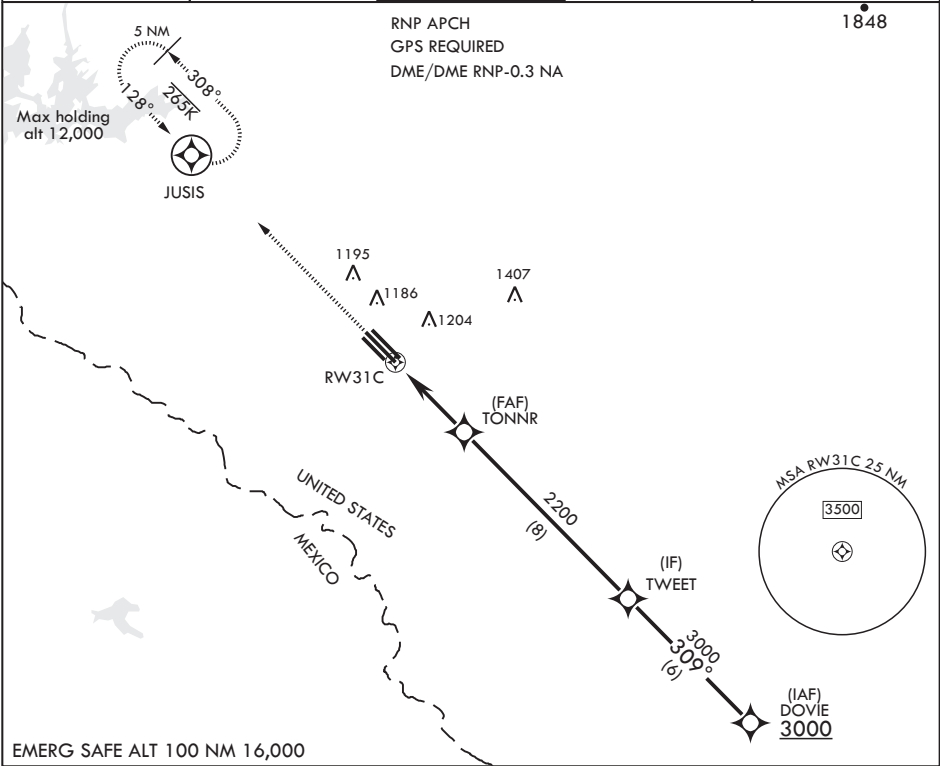 RNP APCH
GPS REQUIRED
DME/DME RNP-0.3 NA
1848
5 NM
308°
265K
128°
Max holding
alt 12,000
JUSIS
1195
1186
1204
1407
RW31C
(FAF)
TONNR
2200
(8)
UNITED STATES
MEXICO
MSA RW31C 25 NM
3500
(IF)
TWEET
3000
309°
(6)
(IAF)
DOVIE
3000
EMERG SAFE ALT 100 NM 16,000